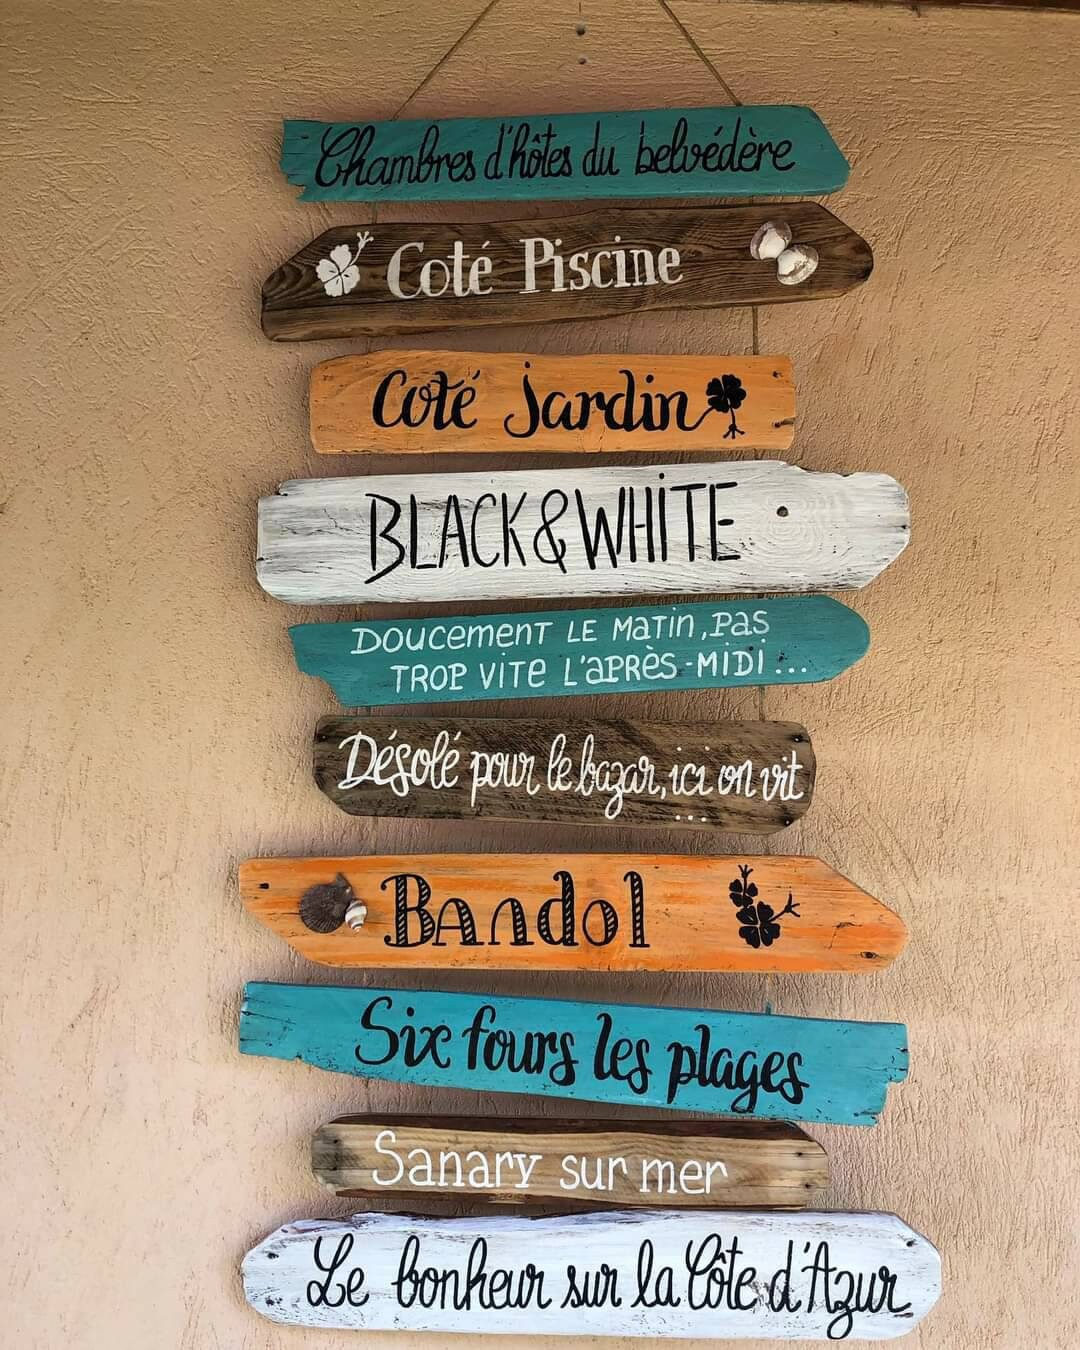 Chambres d'hôtes du belvédère
Coté Piscine
Coté jardin
BLACK & WHiTE
DOUCEMENT LE MATIN, PAS
TROP VITE L'APRÈS-MIDI...
Désolé pour le bazar, ici on vit
...
Bandol
Six fours les plages
Sanary sur mer
Le bonheur sur la Côte d'Azur